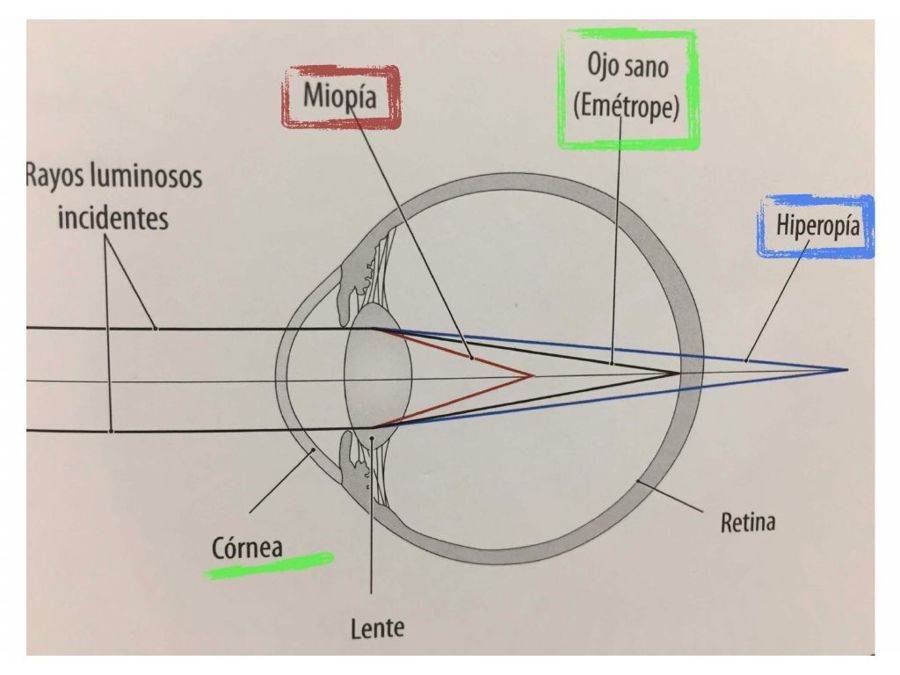 Miopía
Ojo sano
(Emétrope)
Rayos luminosos
incidentes
Hiperopía
Retina
Córnea
Lente